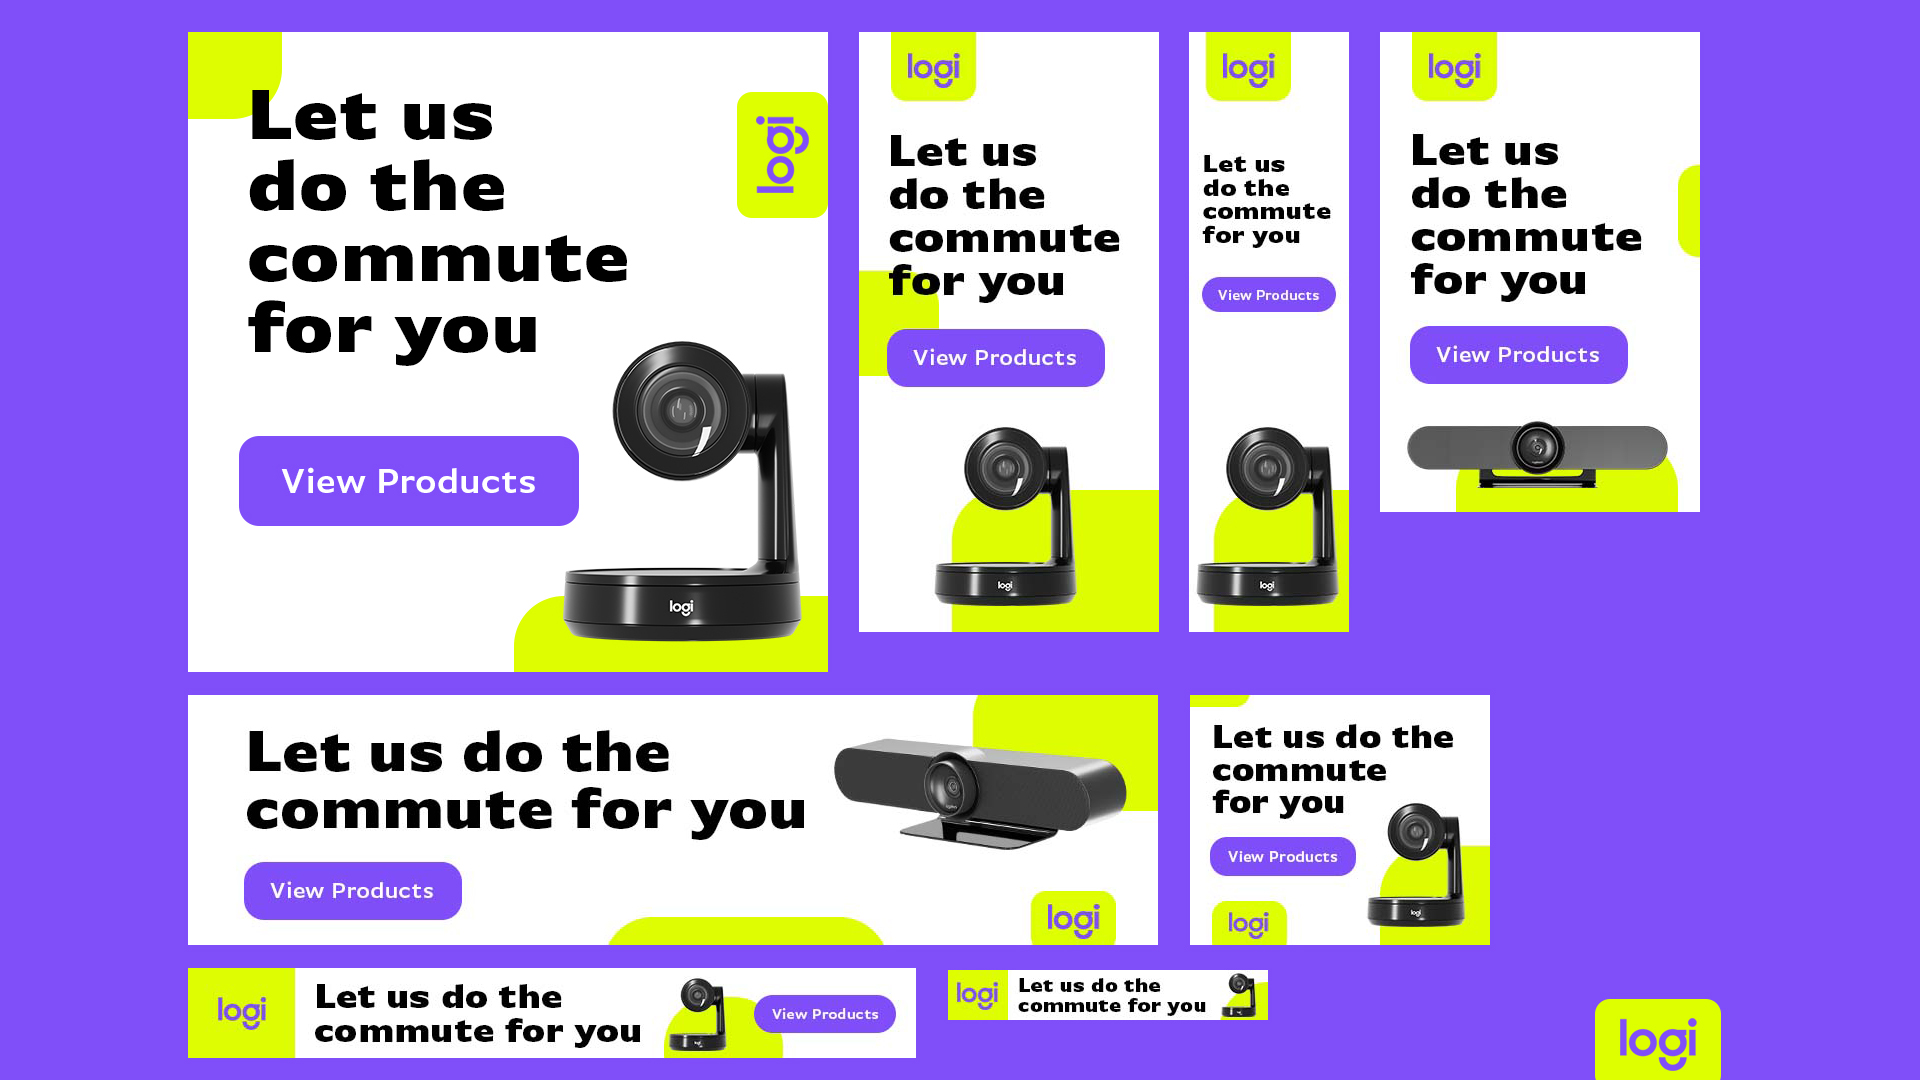 Let us
do the
commute
for you
logi
View Products
logi
logi
Let us
do the
commute
for you
View Products
logi
logi
Let us
do the
commute
for you
View Products
logi
logi
Let us
do the
commute
for you
View Products
Let us do the
commute for you
View Products
logi
Let us do the
commute
for you
View Products
logi
logi
logi
Let us do the
commute for you
View Products
logi
Let us do the
commute for you
logi